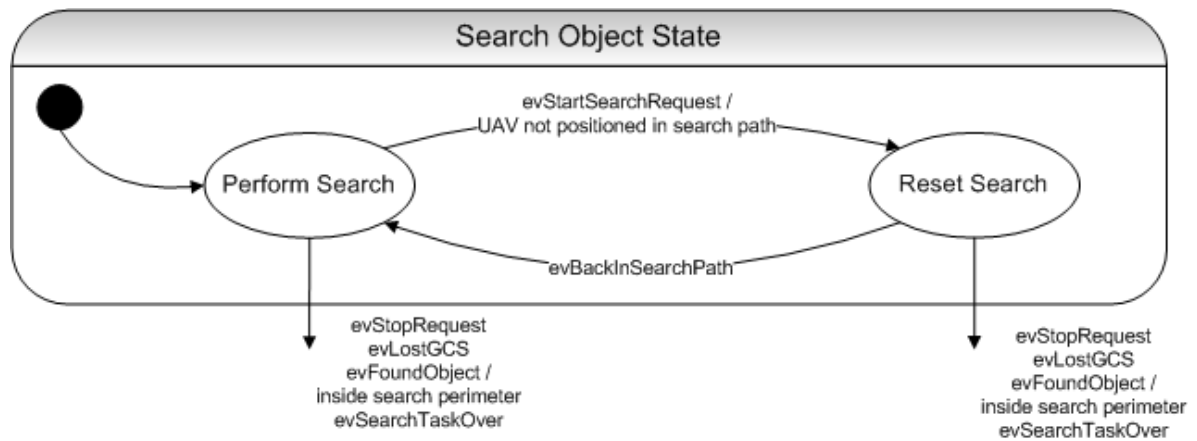 Search Object State
evStartSearchRequest /
UAV not positioned in search path
Perform Search
Reset Search
evBackInSearchPath
evStopRequest
evLostGCS
evFoundObject /
inside search perimeter
evSearchTaskOver
evStopRequest
evLostGCS
evFoundObject /
inside search perimeter
evSearchTaskOver